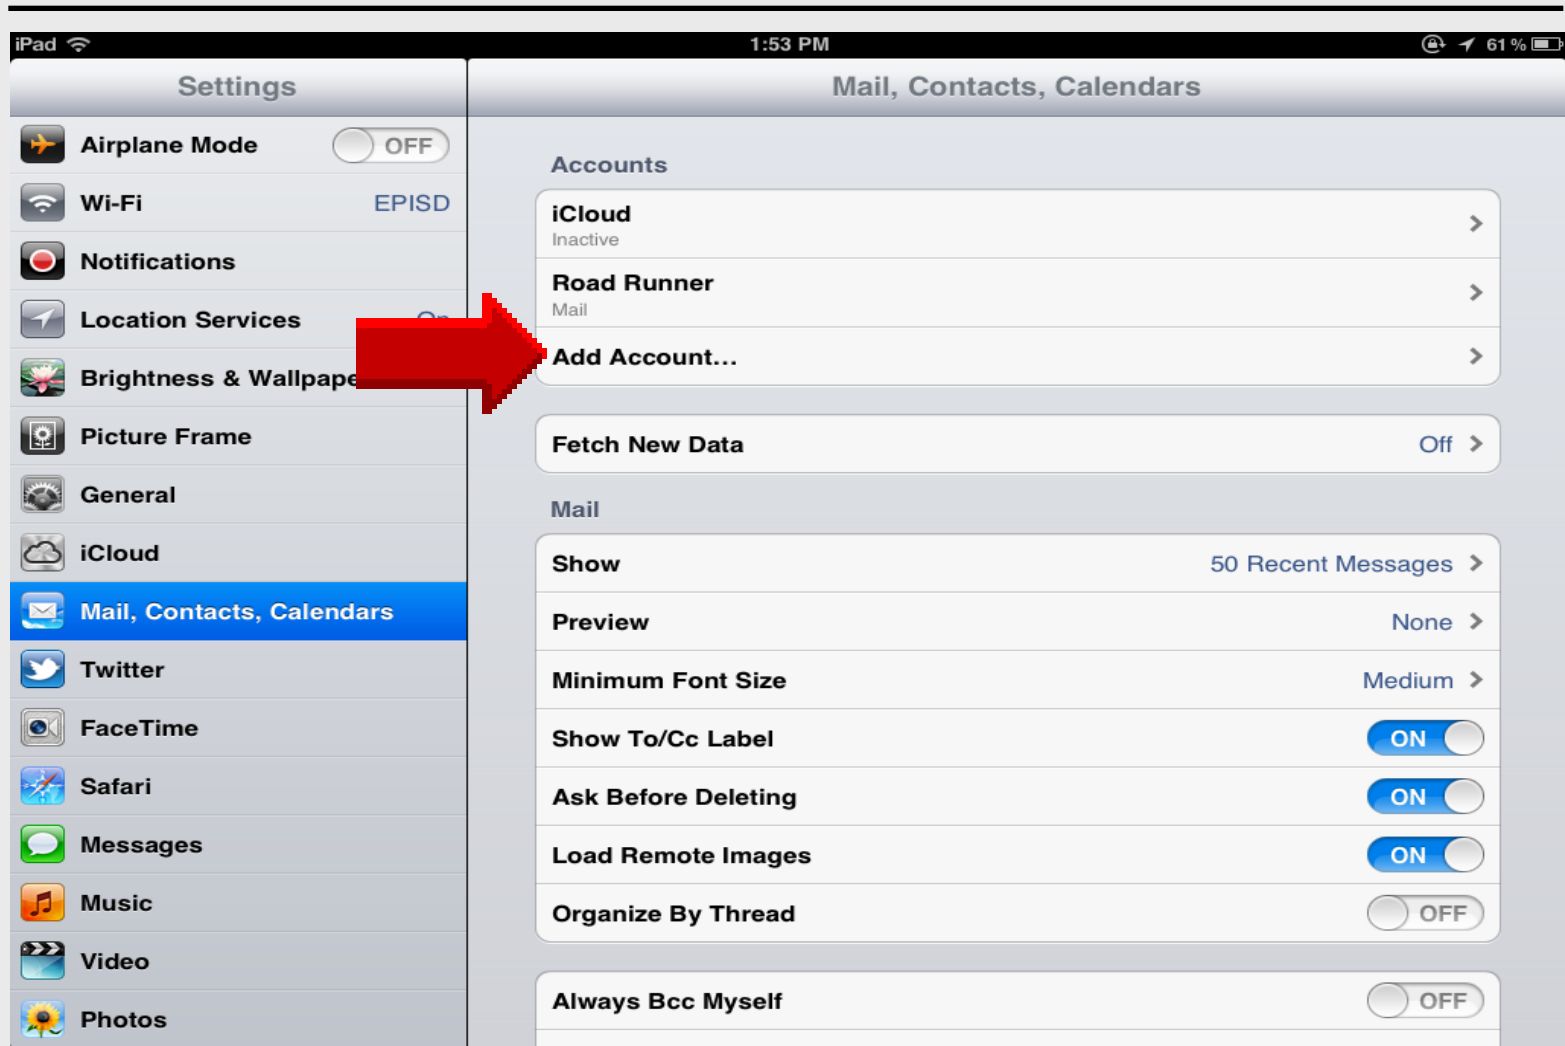 iPad 1:53 PM 61%
Settings
Mail, Contacts, Calendars
Airplane Mode OFF
Wi-Fi EPISD
Notifications
Location Services On
Brightness & Wallpape
Picture Frame
General
iCloud
Mail, Contacts, Calendars
Twitter
FaceTime
Safari
Messages
Music
Video
Photos
Accounts
iCloud
Inactive
Road Runner
Mail
Add Account...
Fetch New Data Off
Mail
Show 50 Recent Messages
Preview None
Minimum Font Size Medium
Show To/Cc Label ON
Ask Before Deleting ON
Load Remote Images ON
Organize By Thread OFF
Always Bcc Myself OFF